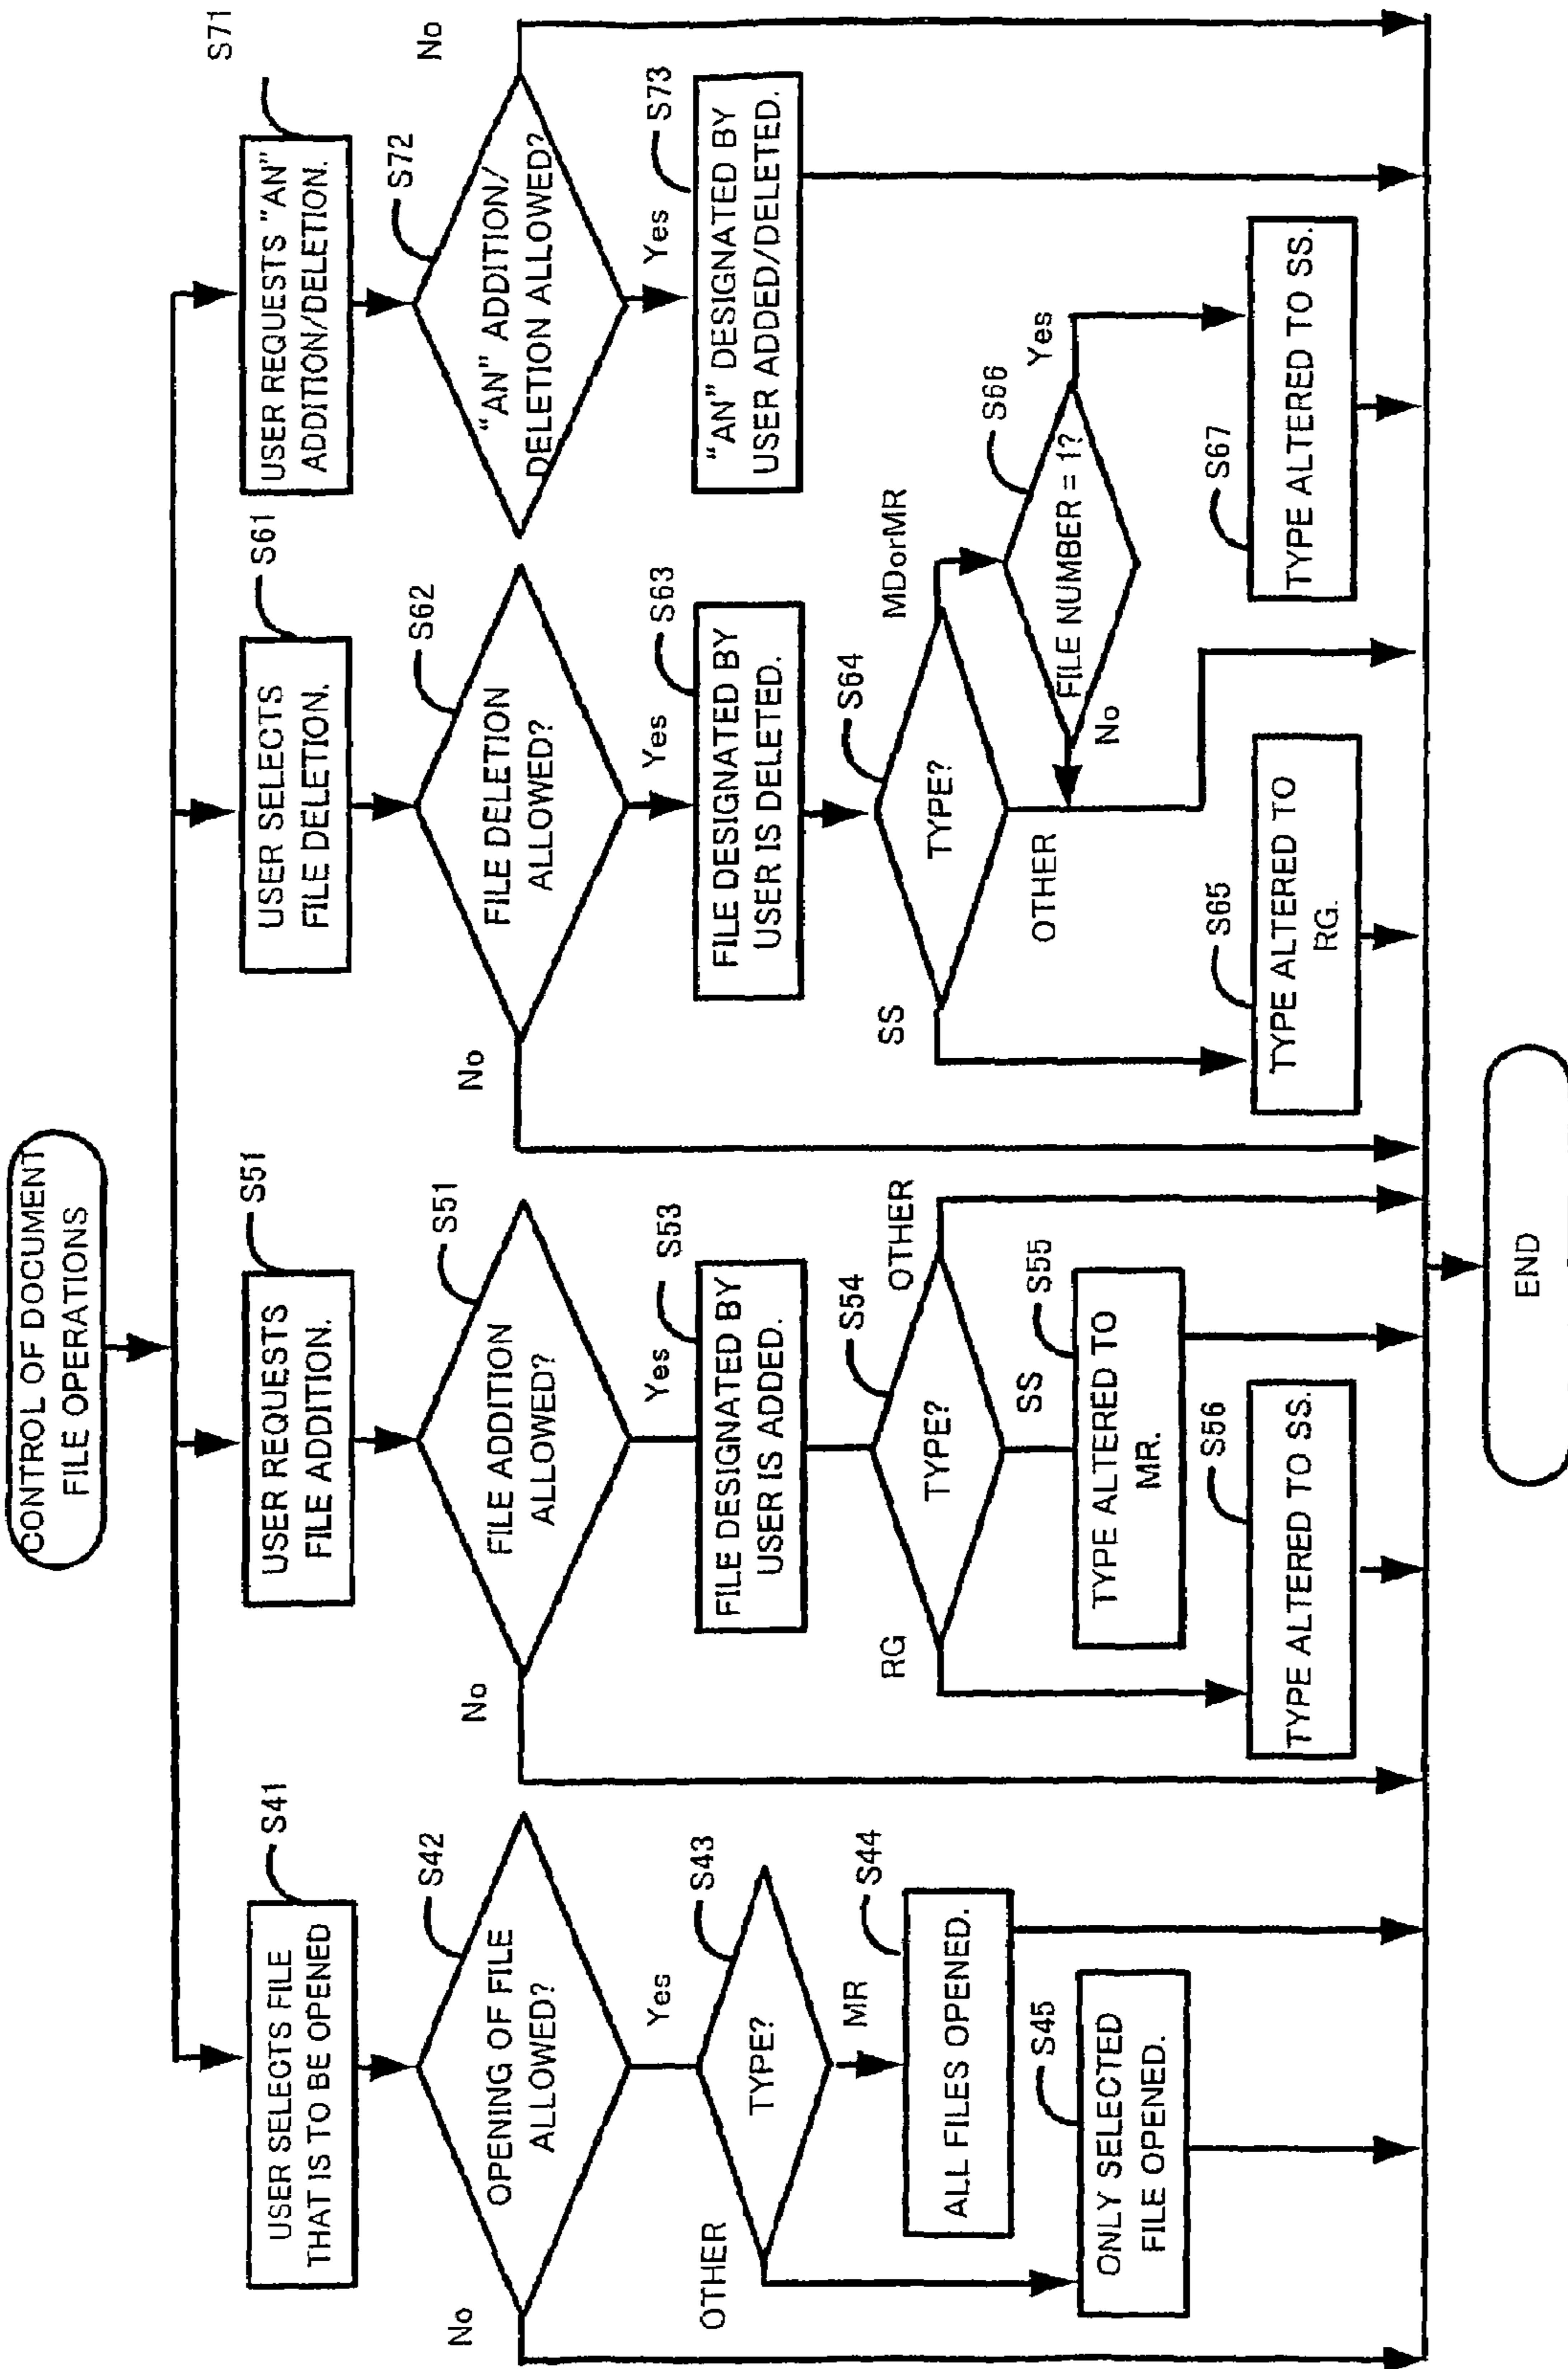 CONTROL OF DOCUMENT
FILE OPERATIONS
S41
USER SELECTS FILE
THAT IS TO BE OPENED
S42
OPENING OF FILE
ALLOWED?
No
Yes
S43
TYPE?
OTHER
MR
S44
ALL FILES OPENED.
S45
ONLY SELECTED
FILE OPENED.
S51
USER REQUESTS
FILE ADDITION.
S51
FILE ADDITION
ALLOWED?
No
Yes
S53
FILE DESIGNATED BY
USER IS ADDED.
S54
TYPE?
RG
SS
OTHER
S55
TYPE ALTERED TO
MR.
S56
TYPE ALTERED TO SS.
S61
USER SELECTS
FILE DELETION.
S62
FILE DELETION
ALLOWED?
No
Yes
S63
FILE DESIGNATED BY
USER IS DELETED.
S64
TYPE?
SS
OTHER
MDorMR
S65
TYPE ALTERED TO
RG.
S66
FILE NUMBER = 1?
No
Yes
S67
TYPE ALTERED TO SS.
S71
USER REQUESTS "AN"
ADDITION/DELETION.
S72
"AN" ADDITION/
DELETION ALLOWED?
No
Yes
S73
"AN" DESIGNATED BY
USER ADDED/DELETED.
END